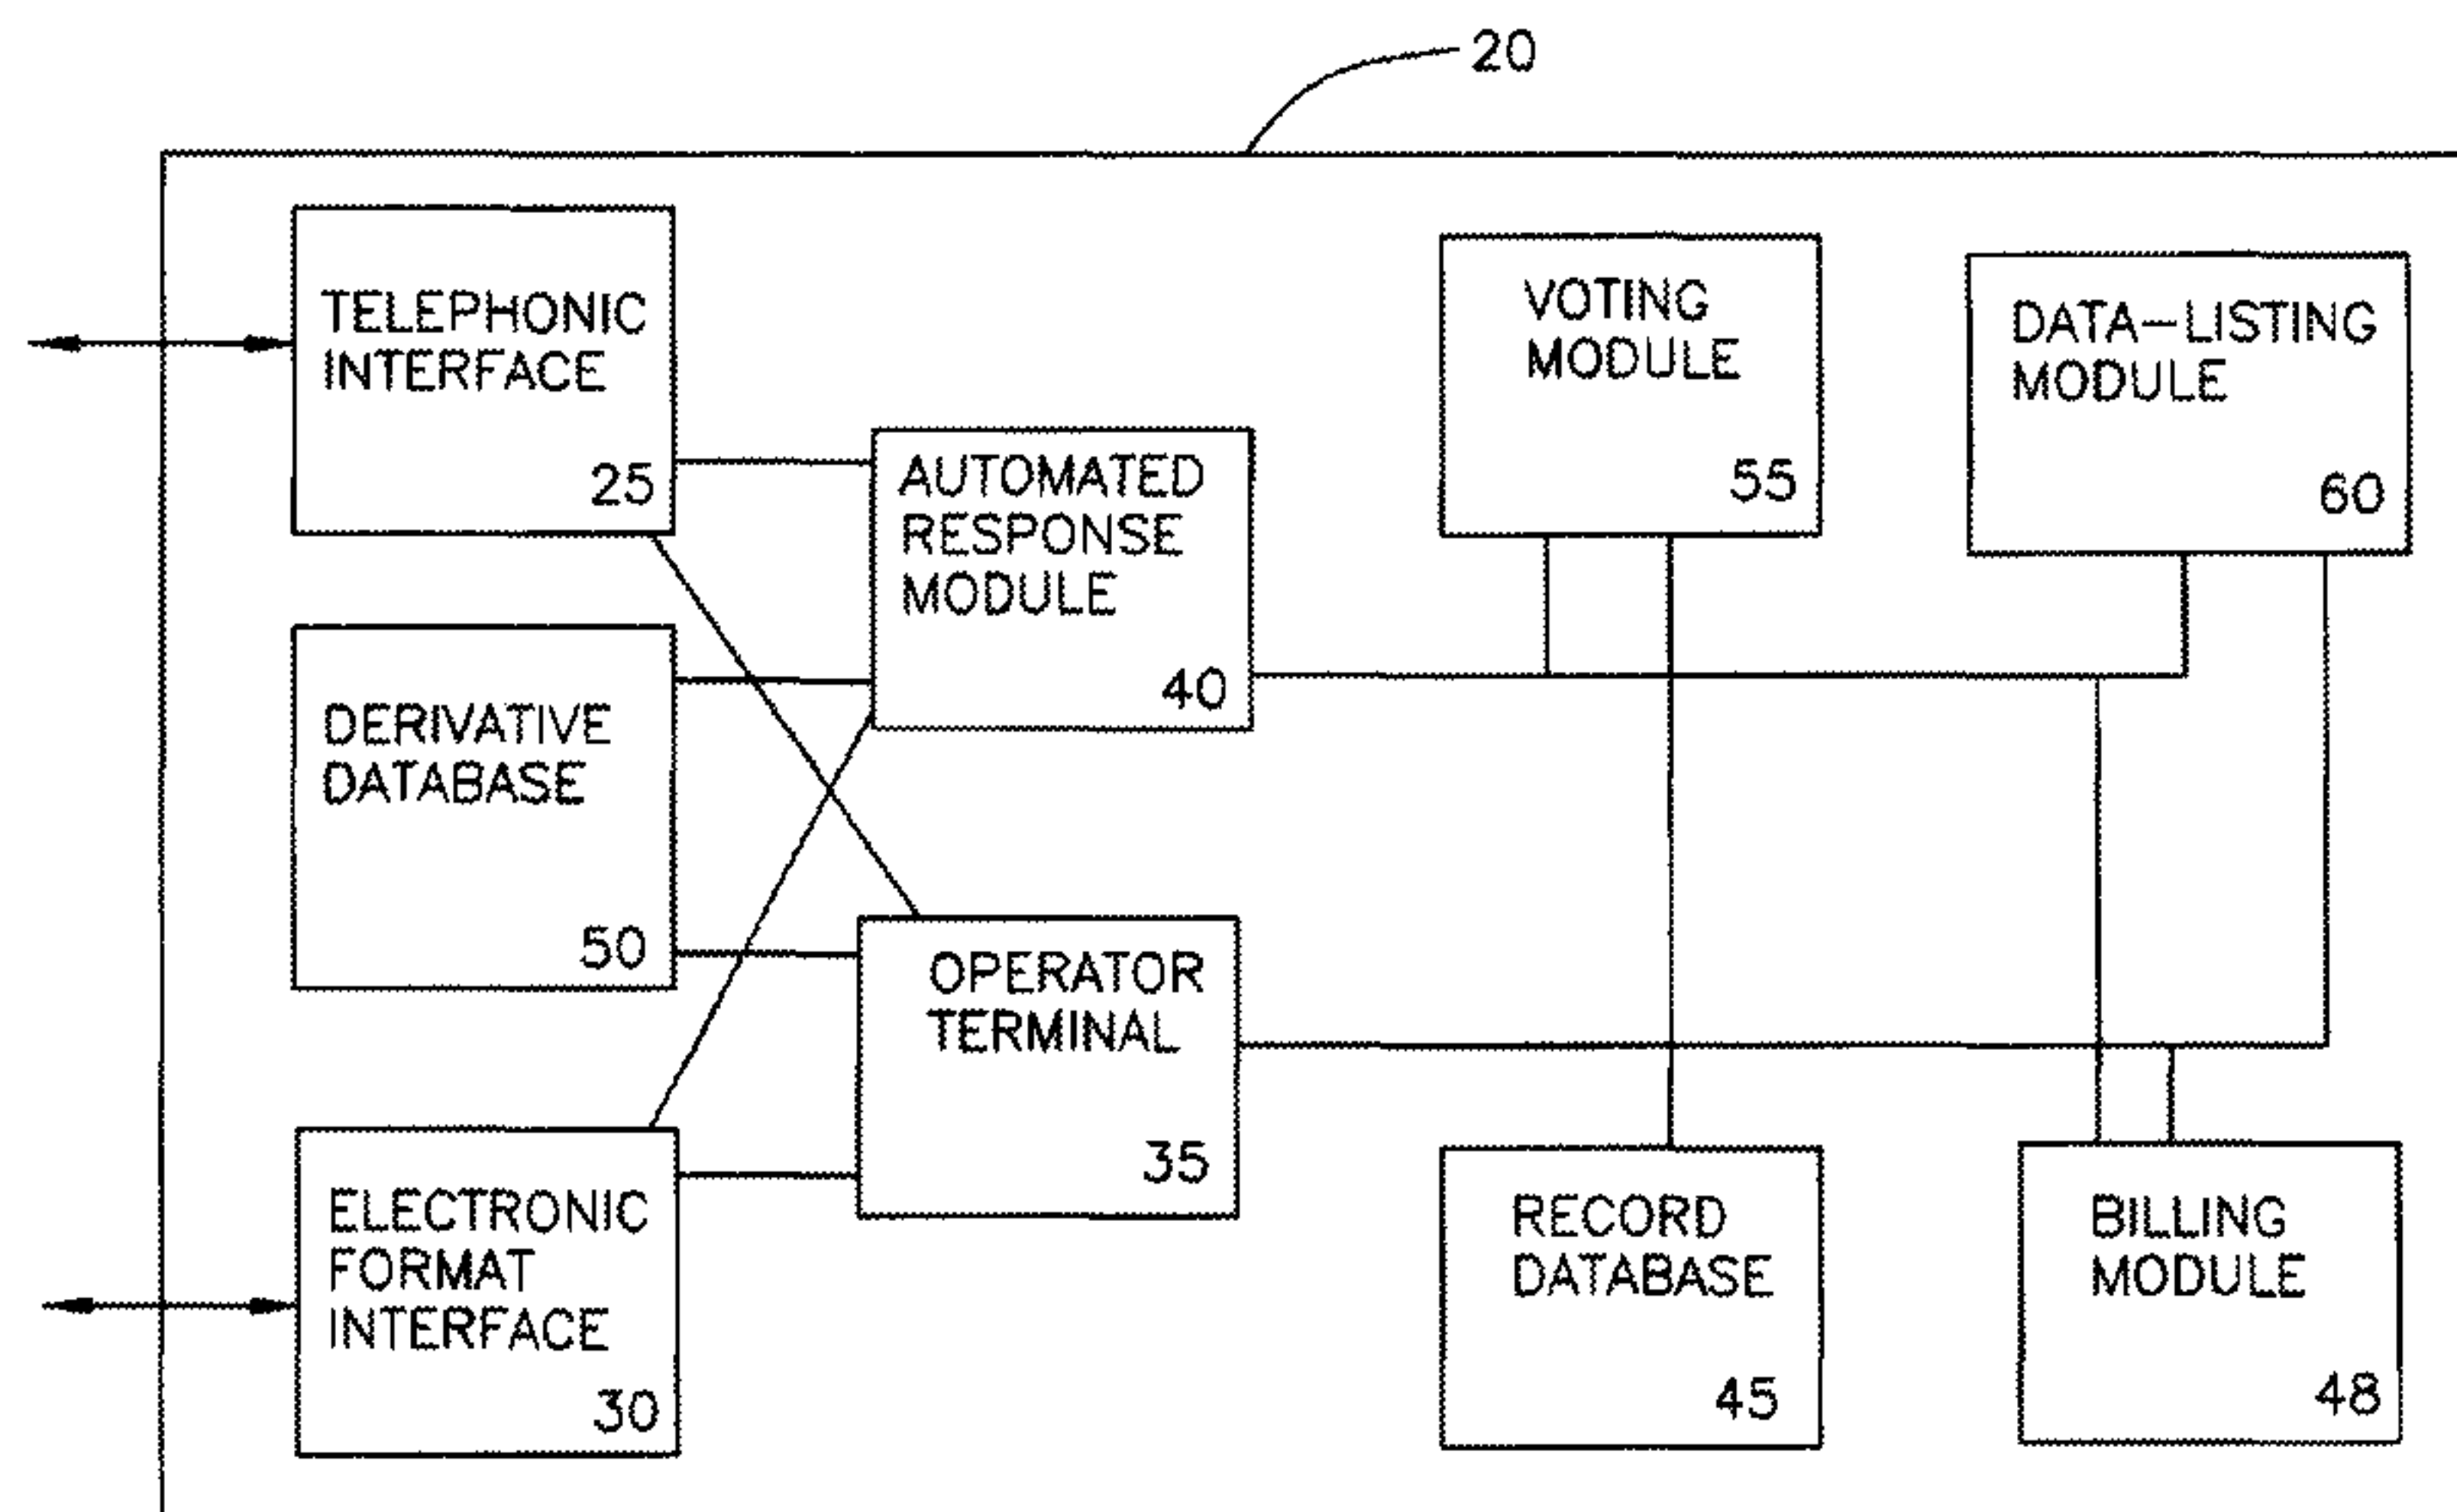 20
TELEPHONIC
INTERFACE
25
VOTING
MODULE
55
DATA-LISTING
MODULE
60
AUTOMATED
RESPONSE
MODULE
40
DERIVATIVE
DATABASE
50
OPERATOR
TERMINAL
35
ELECTRONIC
FORMAT
INTERFACE
30
RECORD
DATABASE
45
BILLING
MODULE
48